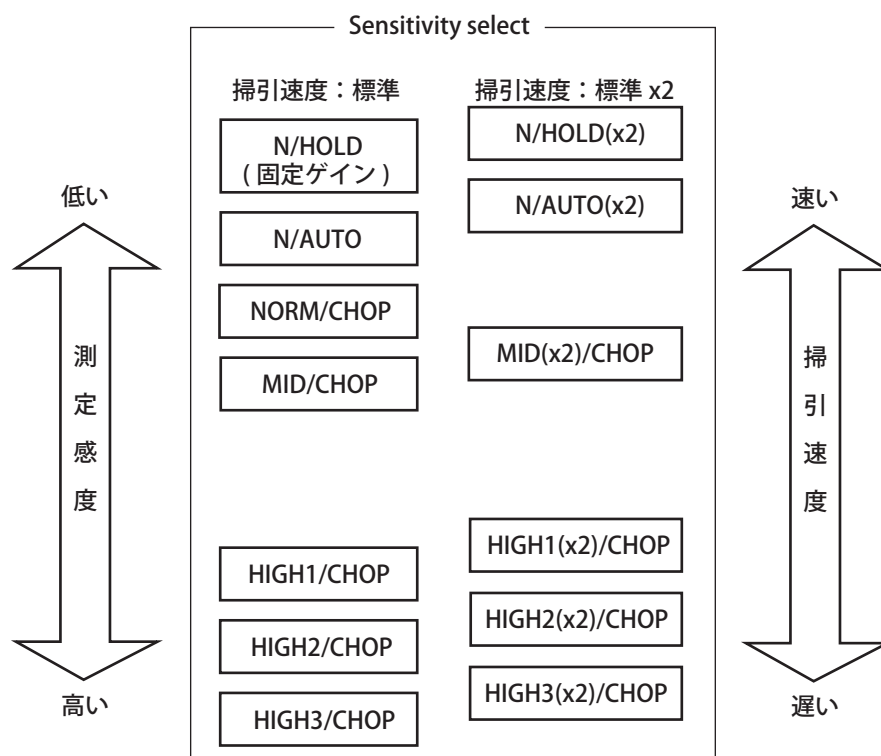 Sensitivity select
掃引速度：標準
掃引速度：標準 x2
N/HOLD
( 固定ゲイン )
N/HOLD(x2)
N/AUTO
N/AUTO(x2)
NORM/CHOP
MID/CHOP
MID(x2)/CHOP
HIGH1/CHOP
HIGH1(x2)/CHOP
HIGH2/CHOP
HIGH2(x2)/CHOP
HIGH3/CHOP
HIGH3(x2)/CHOP
低い
測定感度
高い
速い
掃引速度
遅い